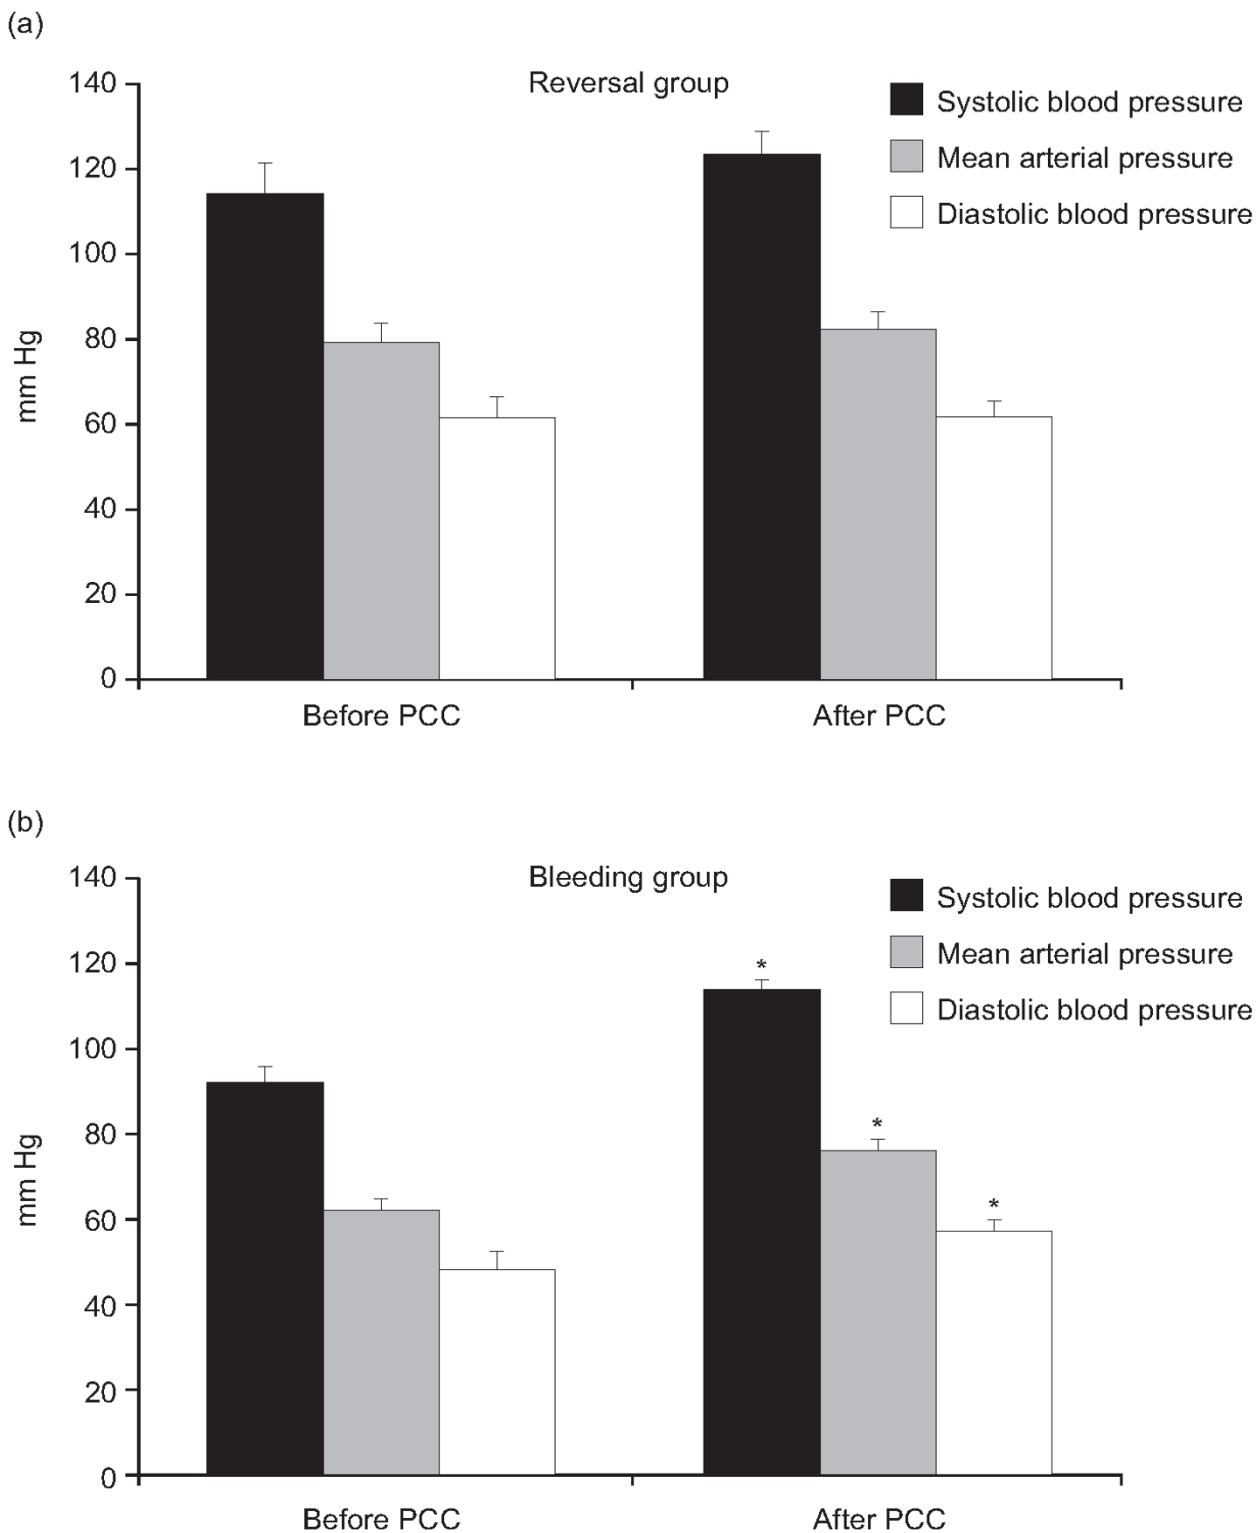 (a)
Reversal group
140
120
100
80
60
40
20
0
mm Hg
Systolic blood pressure
Mean arterial pressure
Diastolic blood pressure
Before PCC
After PCC
(b)
Bleeding group
140
120
100
80
60
40
20
0
mm Hg
Systolic blood pressure
Mean arterial pressure
Diastolic blood pressure
*
*
*
Before PCC
After PCC